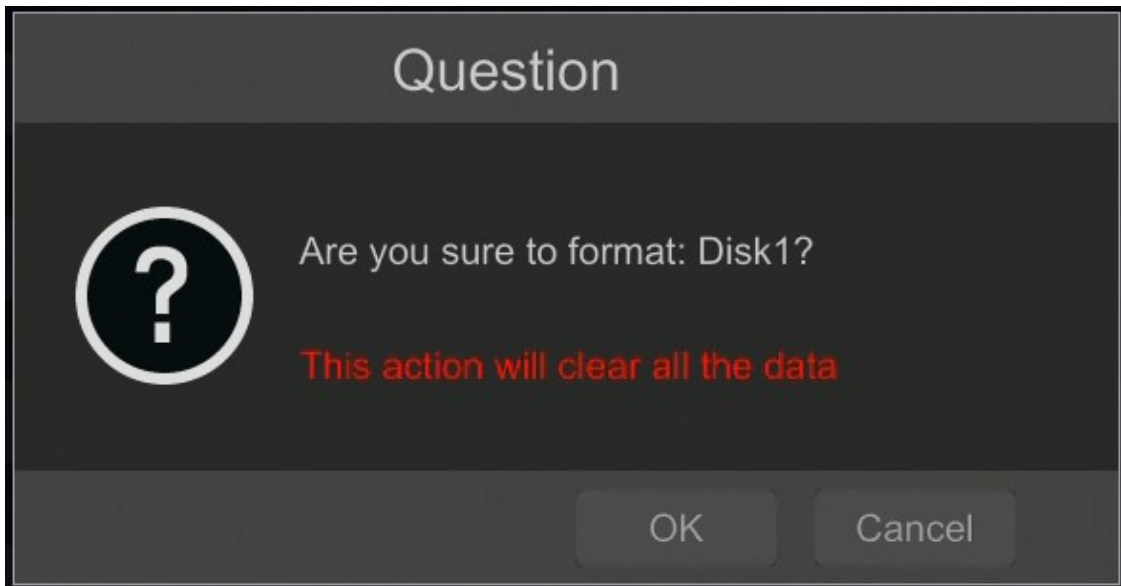 Question
Are you sure to format: Disk1?
This action will clear all the data
OK
Cancel